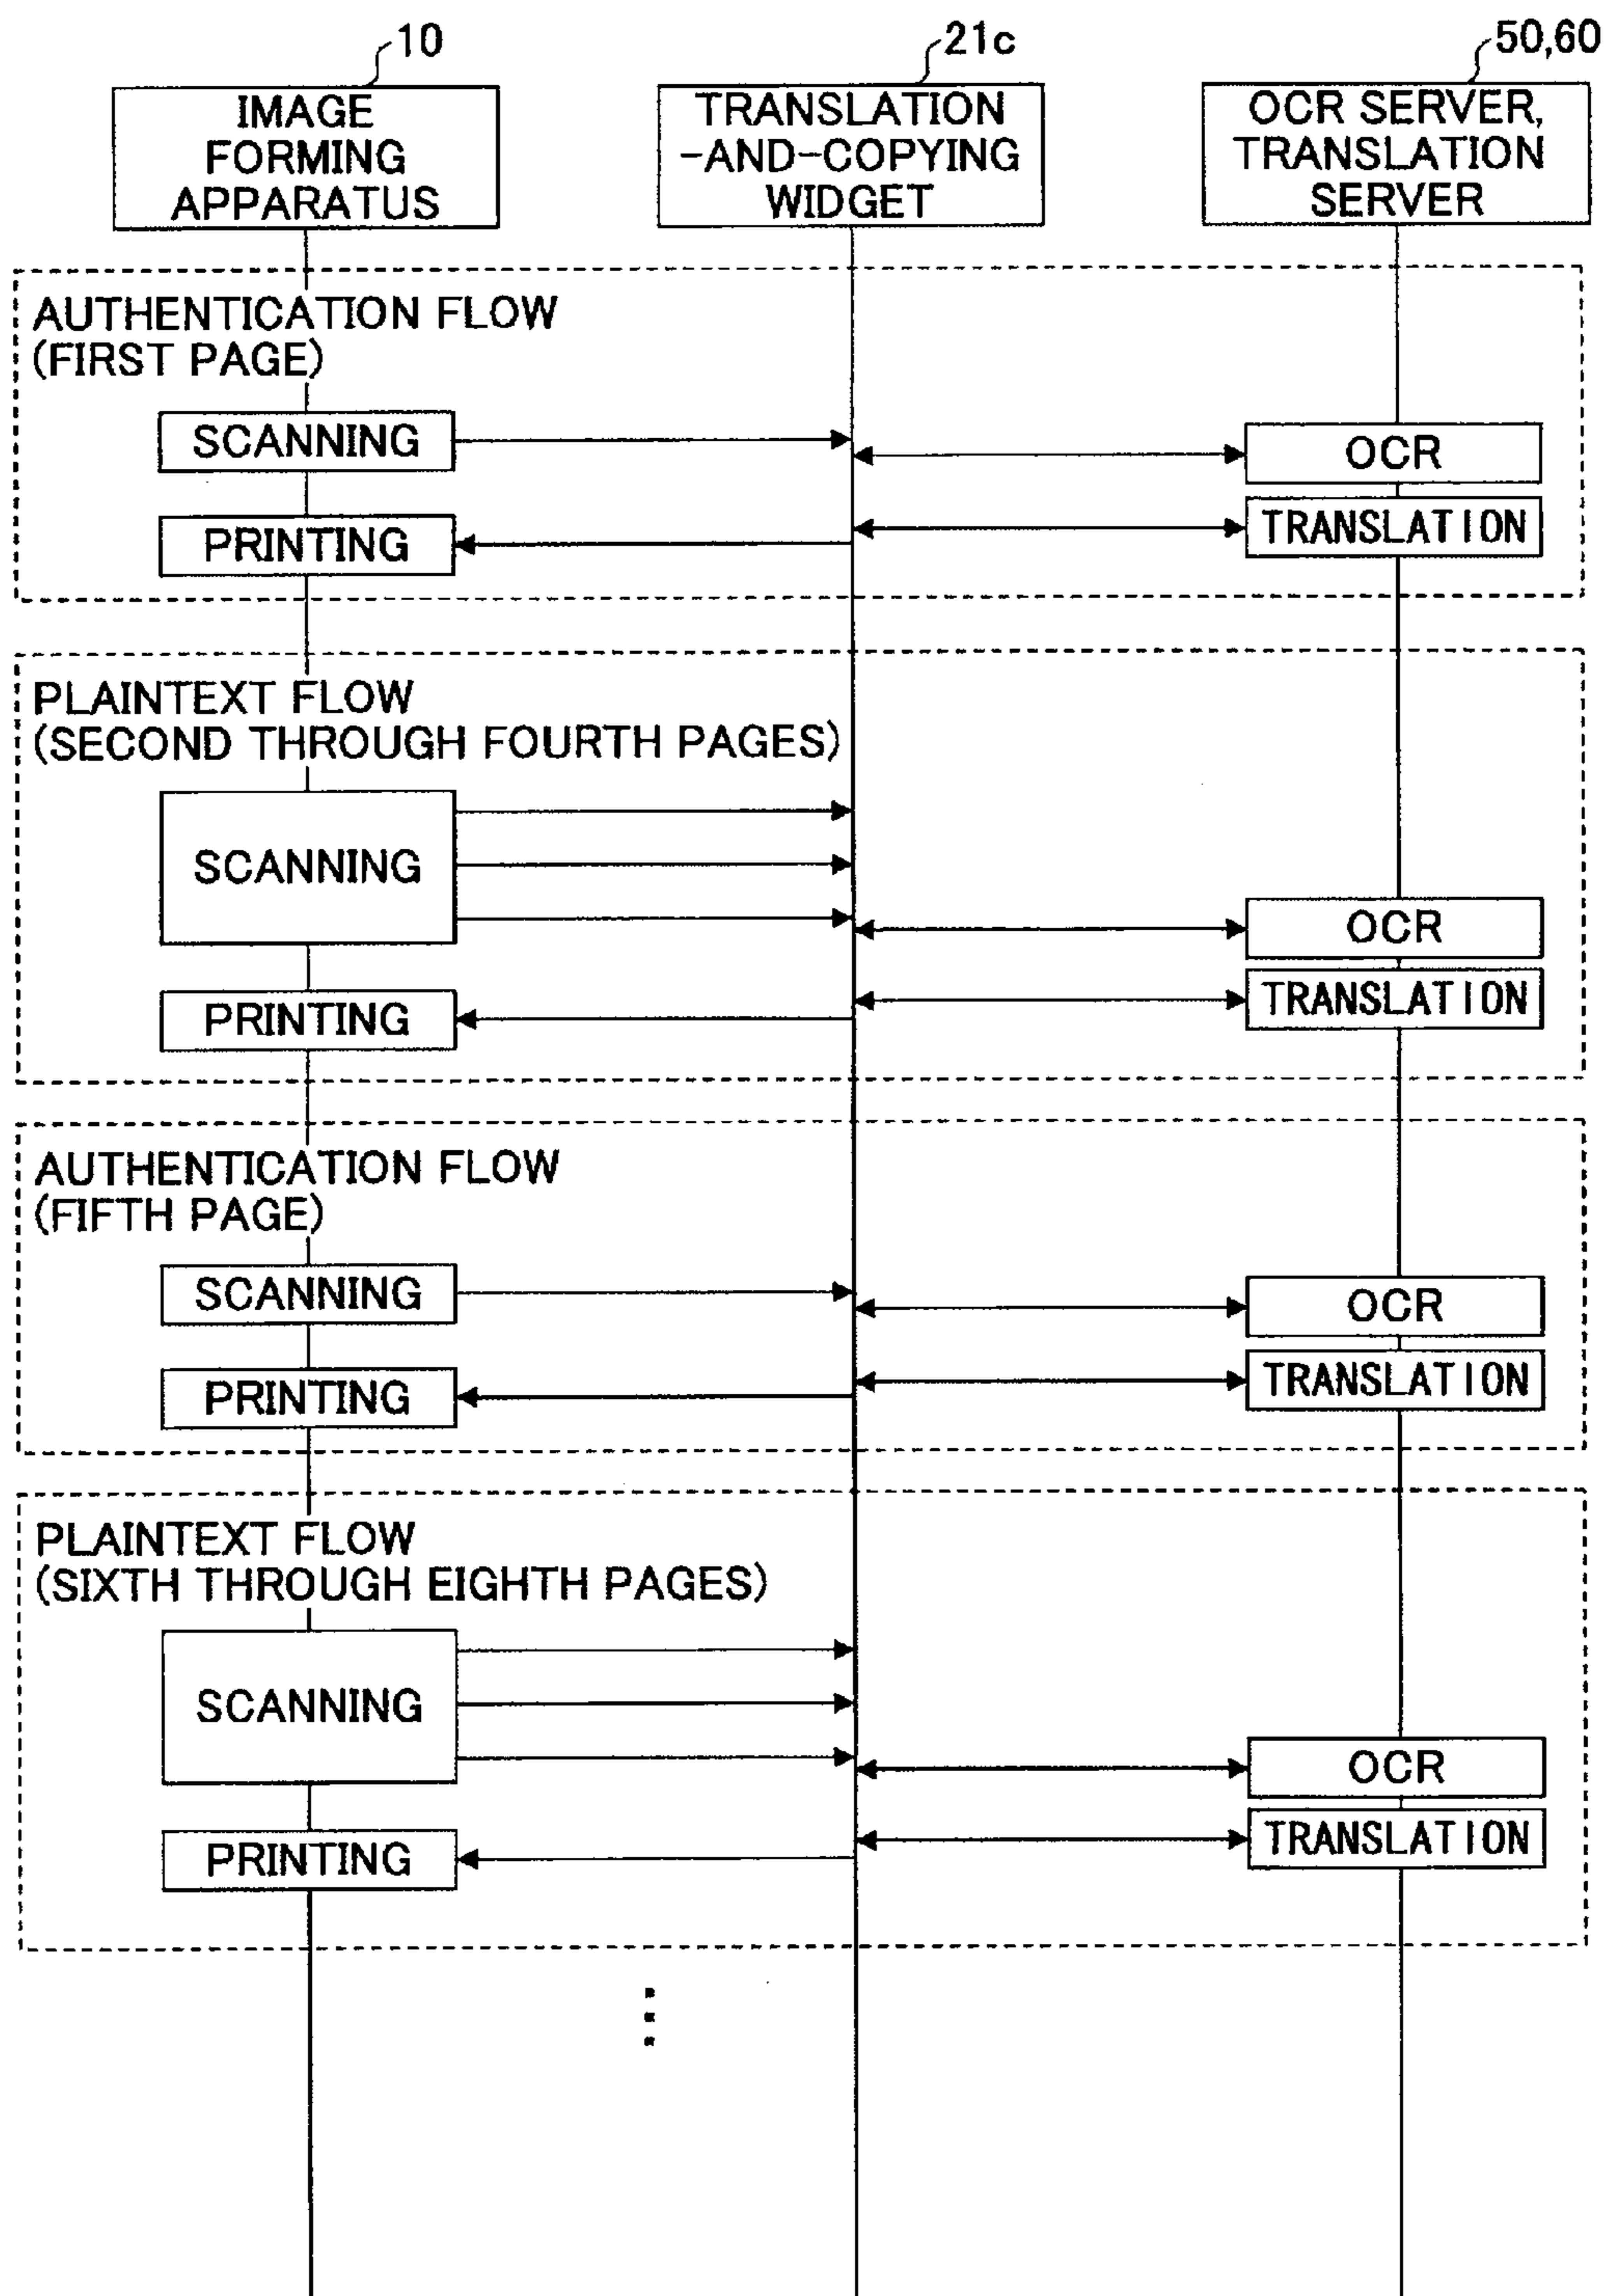 10
21c
50,60
IMAGE
FORMING
APPARATUS
TRANSLATION
-AND-COPYING
WIDGET
OCR SERVER,
TRANSLATION
SERVER
AUTHENTICATION FLOW
(FIRST PAGE)
SCANNING
OCR
TRANSLATION
PRINTING
PLAINTEXT FLOW
(SECOND THROUGH FOURTH PAGES)
SCANNING
OCR
TRANSLATION
PRINTING
AUTHENTICATION FLOW
(FIFTH PAGE)
SCANNING
OCR
TRANSLATION
PRINTING
PLAINTEXT FLOW
(SIXTH THROUGH EIGHTH PAGES)
SCANNING
OCR
TRANSLATION
PRINTING